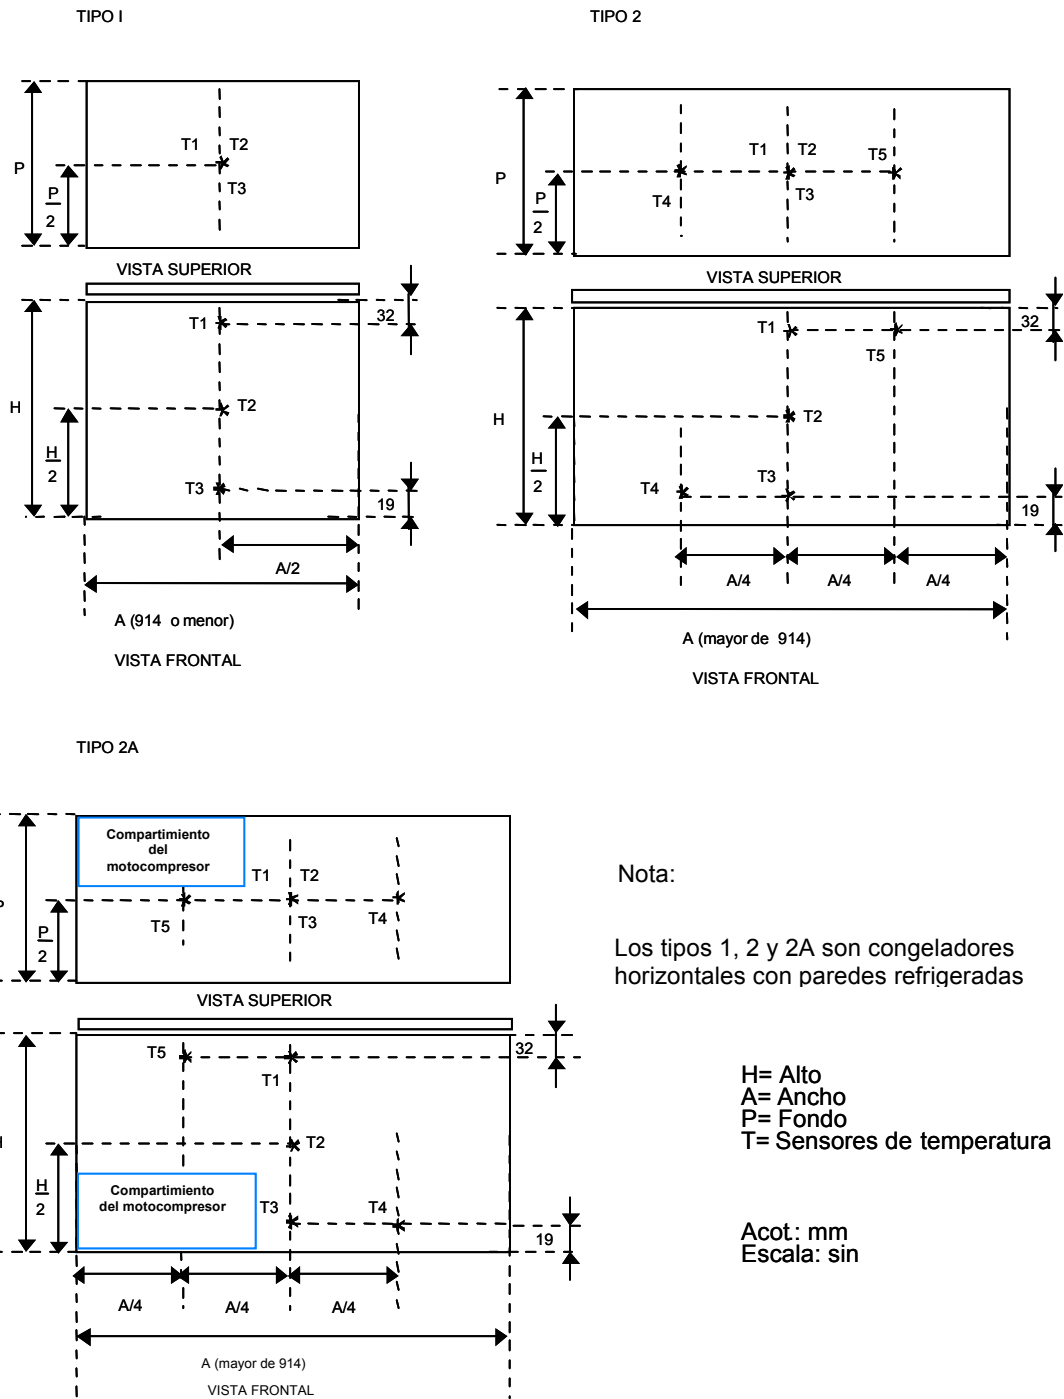 TIPO I
TIPO 2
P
P
2
T1
T2
T3
VISTA SUPERIOR
H
H
2
T1
T2
T3
32
19
A/2
A (914 o menor)
VISTA FRONTAL
P
P
2
T1
T2
T5
T4
T3
VISTA SUPERIOR
H
H
2
T1
T5
T2
T4
T3
32
19
A/4
A/4
A/4
A (mayor de 914)
VISTA FRONTAL
TIPO 2A
P
P
2
Compartimiento
del
motocompresor
T1
T2
T5
T3
T4
VISTA SUPERIOR
H
H
2
T5
T1
T2
Compartimiento
del motocompresor
T3
T4
32
19
A/4
A/4
A/4
A (mayor de 914)
VISTA FRONTAL
Nota:
Los tipos 1, 2 y 2A son congeladores
horizontales con paredes refrigeradas
H= Alto
A= Ancho
P= Fondo
T= Sensores de temperatura
Acot.: mm
Escala: sin